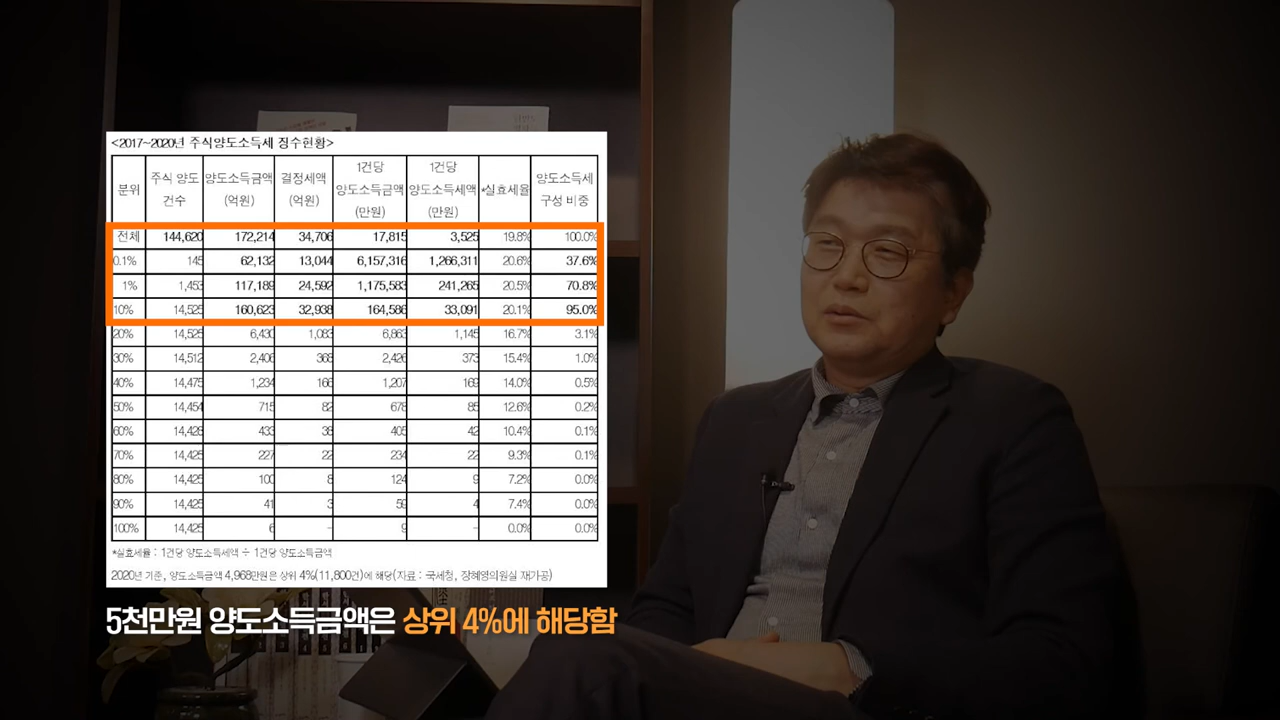 <2017~2020년 주식양도소득세 징수현황>
분위 주식 양도 건수 양도소득금액 (억원) 결정세액 (억원) 1건당 양도소득금액 (만원) 1건당 양도소득세액 (만원) *실효세율 양도소득세 구성 비중
전체 144,620 172,214 34,706 17,815 3,525 19.8% 100.0%
0.1% 145 62,132 13,044 6,157,316 1,266,311 20.6% 37.6%
1% 1,453 117,189 24,592 1,175,583 241,265 20.5% 70.8%
10% 14,525 160,623 32,938 164,586 33,091 20.1% 95.0%
20% 14,525 6,430 1,083 6,863 1,145 16.7% 3.1%
30% 14,512 2,406 368 2,426 373 15.4% 1.0%
40% 14,475 1,234 166 1,207 169 14.0% 0.5%
50% 14,454 715 82 678 85 12.6% 0.2%
60% 14,428 433 38 405 42 10.4% 0.1%
70% 14,425 227 22 234 22 9.3% 0.1%
80% 14,425 100 8 124 9 7.2% 0.0%
90% 14,425 41 3 59 4 7.4% 0.0%
100% 14,425 6 - 9 - 0.0% 0.0%
*실효세율 : 1건당 양도소득세액 ÷ 1건당 양도소득금액
2020년 기준, 양도소득금액 4,968만원은 상위 4%(11,800건)에 해당(자료 : 국세청, 장혜영의원실 재가공)
5천만원 양도소득금액은 상위 4%에 해당함